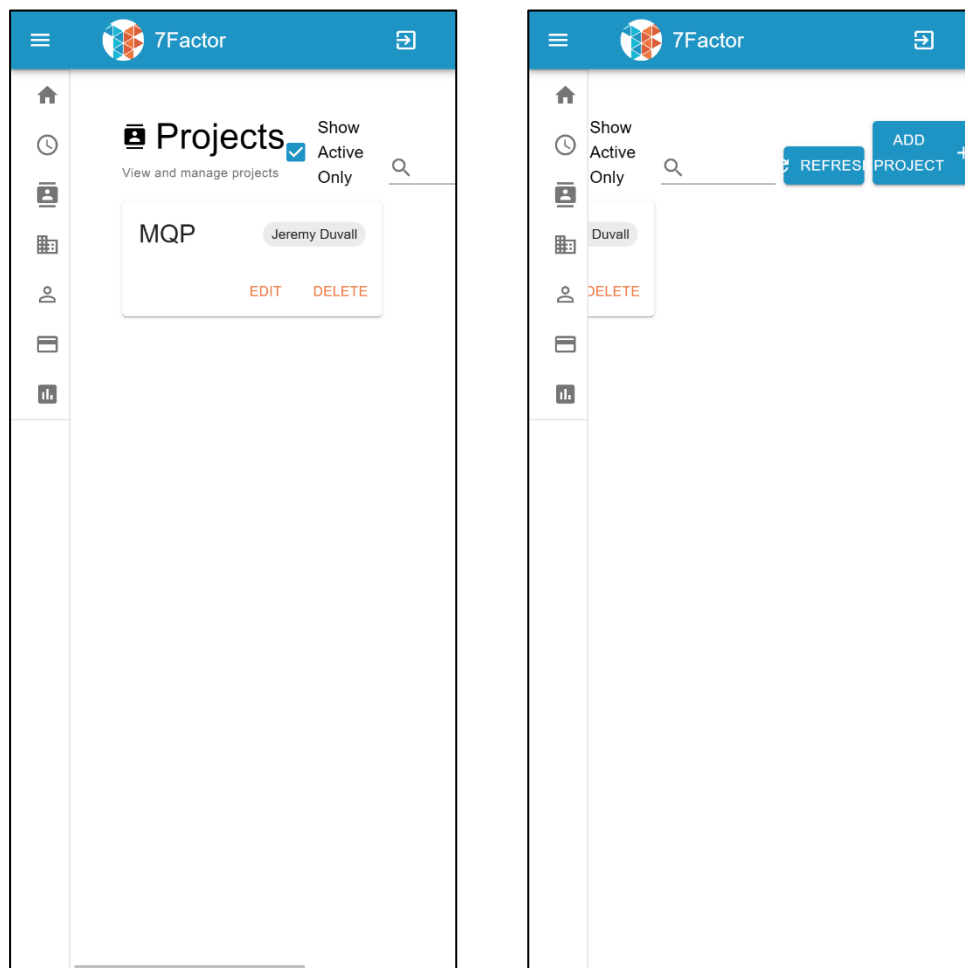 7Factor
Projects
View and manage projects
Show
Active
Only
MQP
Jeremy Duvall
EDIT DELETE
7Factor
Show
Active
Only
REFRES
ADD
PROJECT
Duvall
DELETE